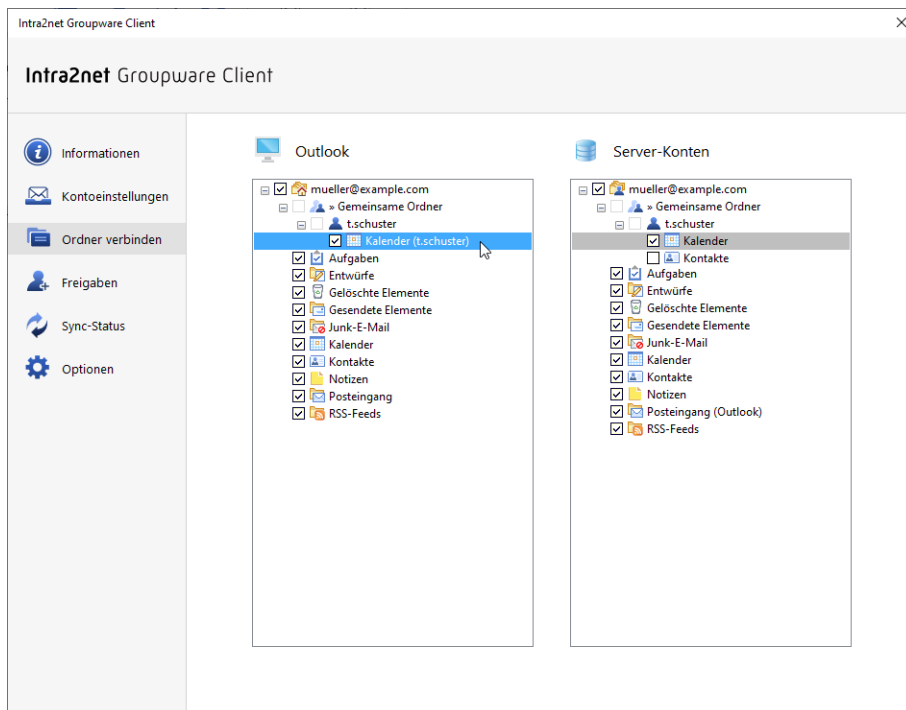 Intra2net Groupware Client
Intra2net Groupware Client
Informationen
Kontoeinstellungen
Ordner verbinden
Freigaben
Sync-Status
Optionen
Outlook
mueller@example.com
» Gemeinsame Ordner
t.schuster
Kalender (t.schuster)
Aufgaben
Entwürfe
Gelöschte Elemente
Gesendete Elemente
Junk-E-Mail
Kalender
Kontakte
Notizen
Posteingang
RSS-Feeds
Server-Konten
mueller@example.com
» Gemeinsame Ordner
t.schuster
Kalender
Kontakte
Aufgaben
Entwürfe
Gelöschte Elemente
Gesendete Elemente
Junk-E-Mail
Kalender
Kontakte
Notizen
Posteingang (Outlook)
RSS-Feeds